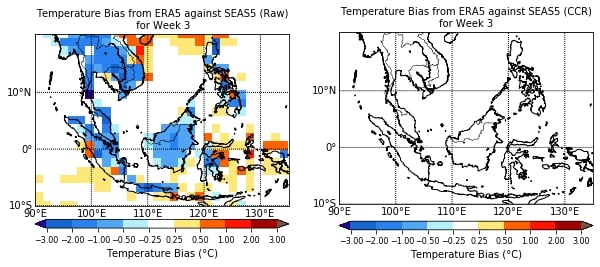 Temperature Bias from ERA5 against SEAS5 (Raw)
for Week 3
10°N
0°
10°S
90°E 100°E 110°E 120°E 130°E
−3.00 −2.00 −1.00 −0.50 −0.25 0.25 0.50 1.00 2.00 3.00
Temperature Bias (°C)
Temperature Bias from ERA5 against SEAS5 (CCR)
for Week 3
10°N
0°
10°S
90°E 100°E 110°E 120°E 130°E
−3.00 −2.00 −1.00 −0.50 −0.25 0.25 0.50 1.00 2.00 3.00
Temperature Bias (°C)